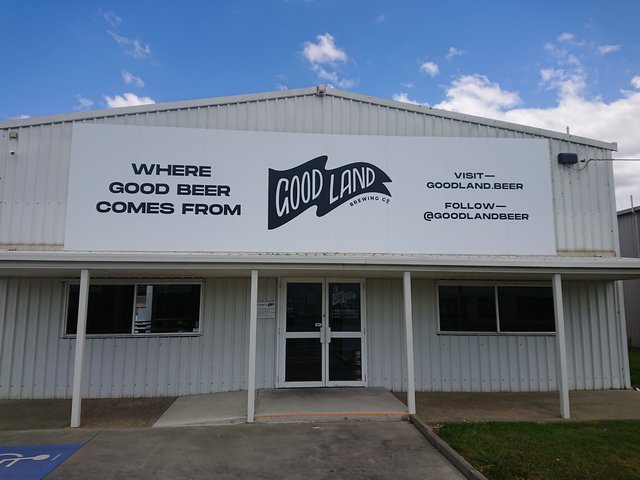 WHERE
GOOD BEER
COMES FROM
GOOD LAND
BREWING CO
VISIT—
GOODLAND.BEER
FOLLOW—
@GOODLANDBEER